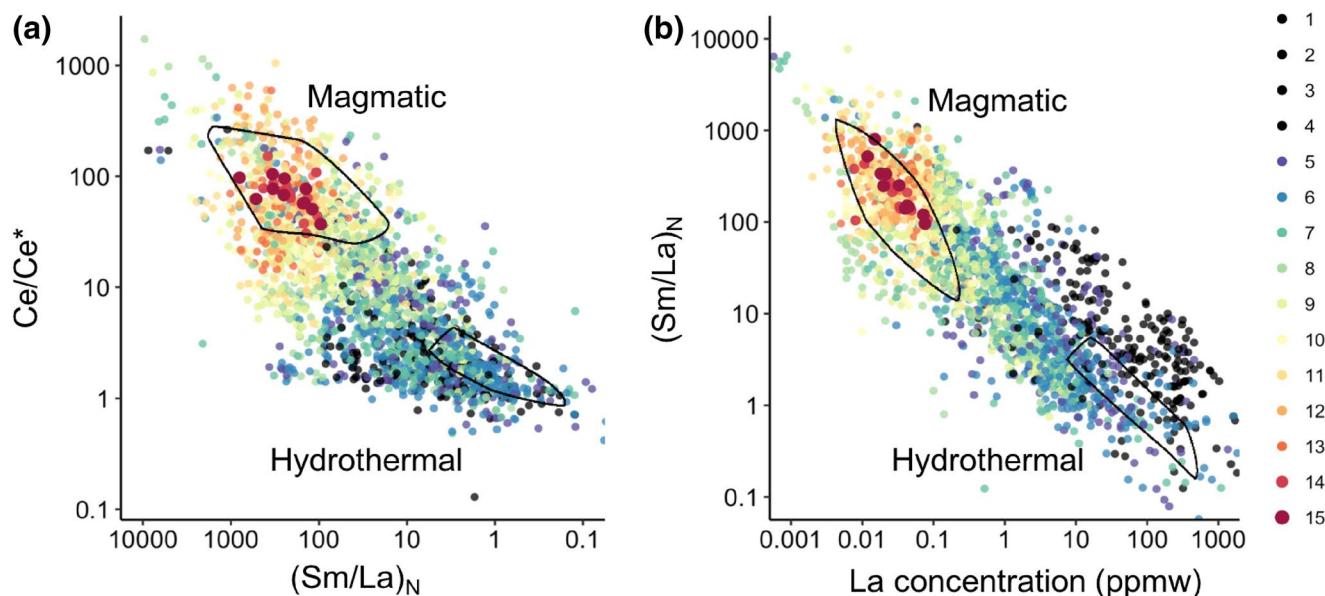 (a)
Ce/Ce*
1000
100
10
1
0.1
Magmatic
Hydrothermal
10000 1000 100 10 1 0.1
(Sm/La)N
(b)
(Sm/La)N
10000
1000
100
10
1
0.1
Magmatic
Hydrothermal
0.001 0.01 0.1 1 10 100 1000
La concentration (ppmw)
1
2
3
4
5
6
7
8
9
10
11
12
13
14
15